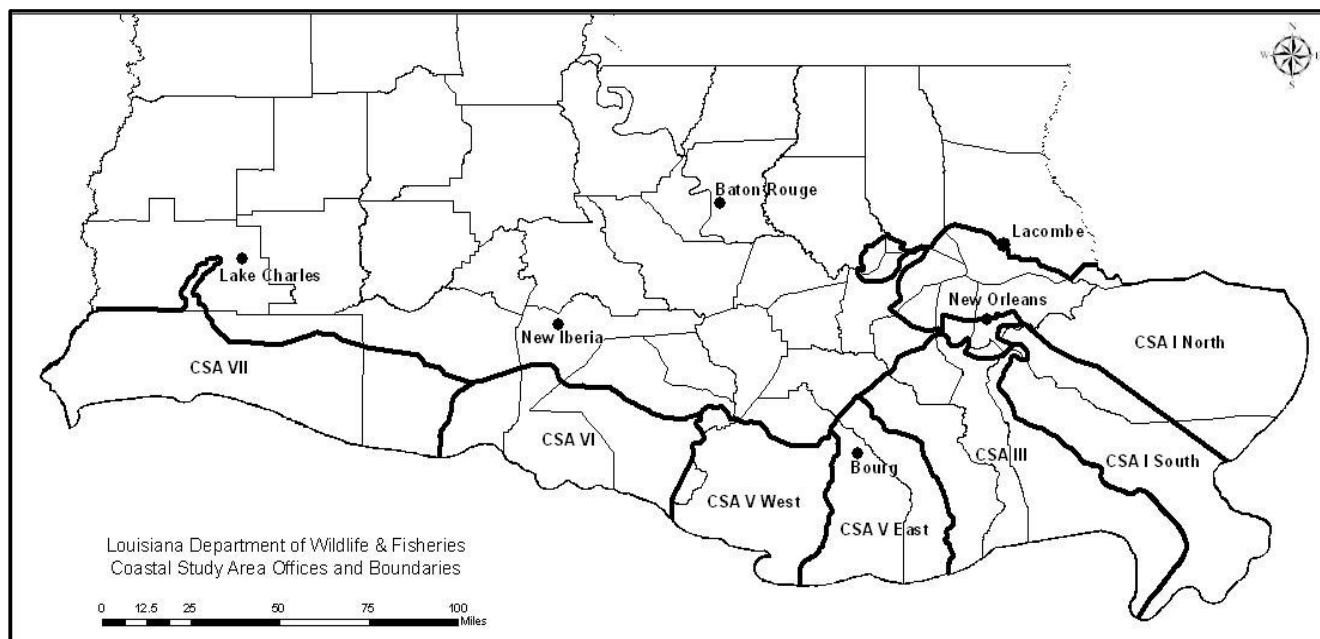 N
W
E
S
Baton Rouge
Lacombe
Lake Charles
New Orleans
New Iberia
CSA I North
CSA VII
CSA VI
CSA III
CSA I South
Bourg
CSA V West
CSA V East
Louisiana Department of Wildlife & Fisheries
Coastal Study Area Offices and Boundaries
0 12.5 25 50 75 100
Miles